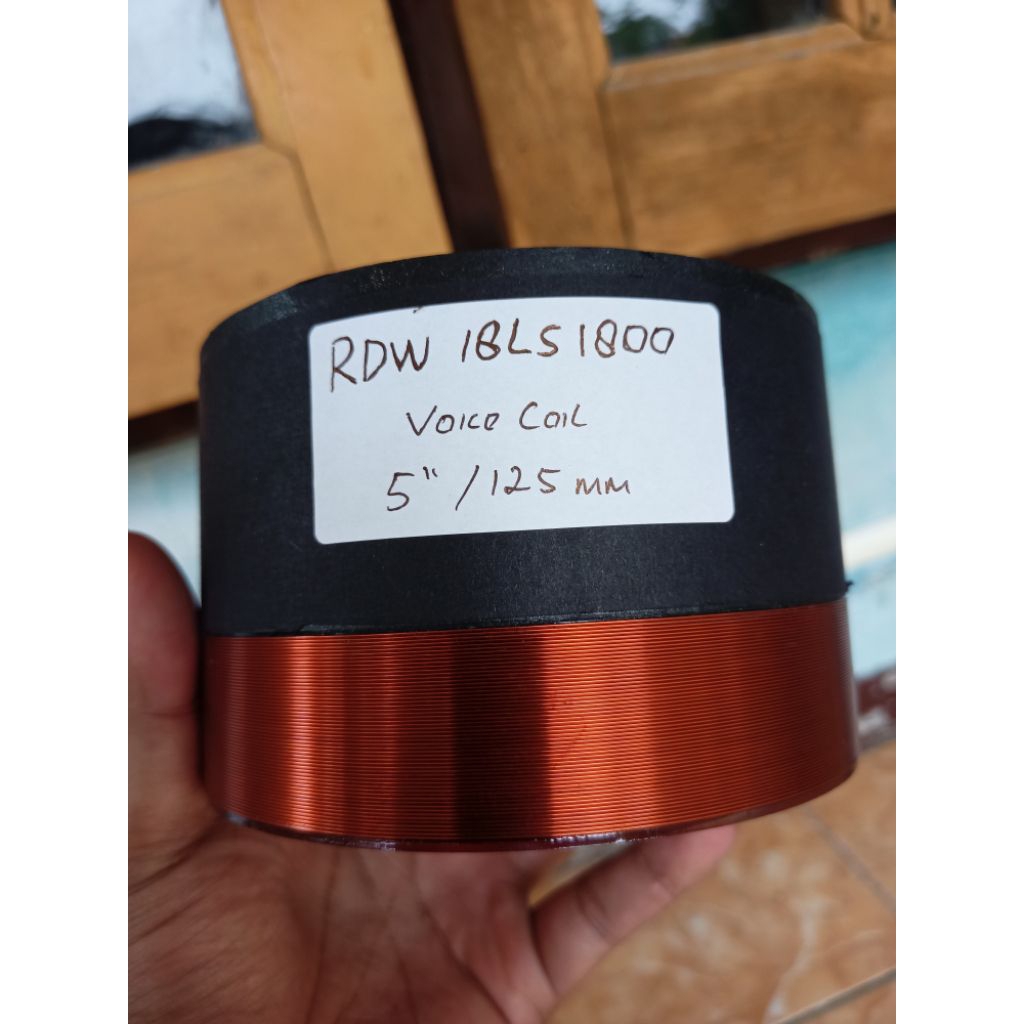 RDW 18LS1800
Voice Coil
5" / 125 mm